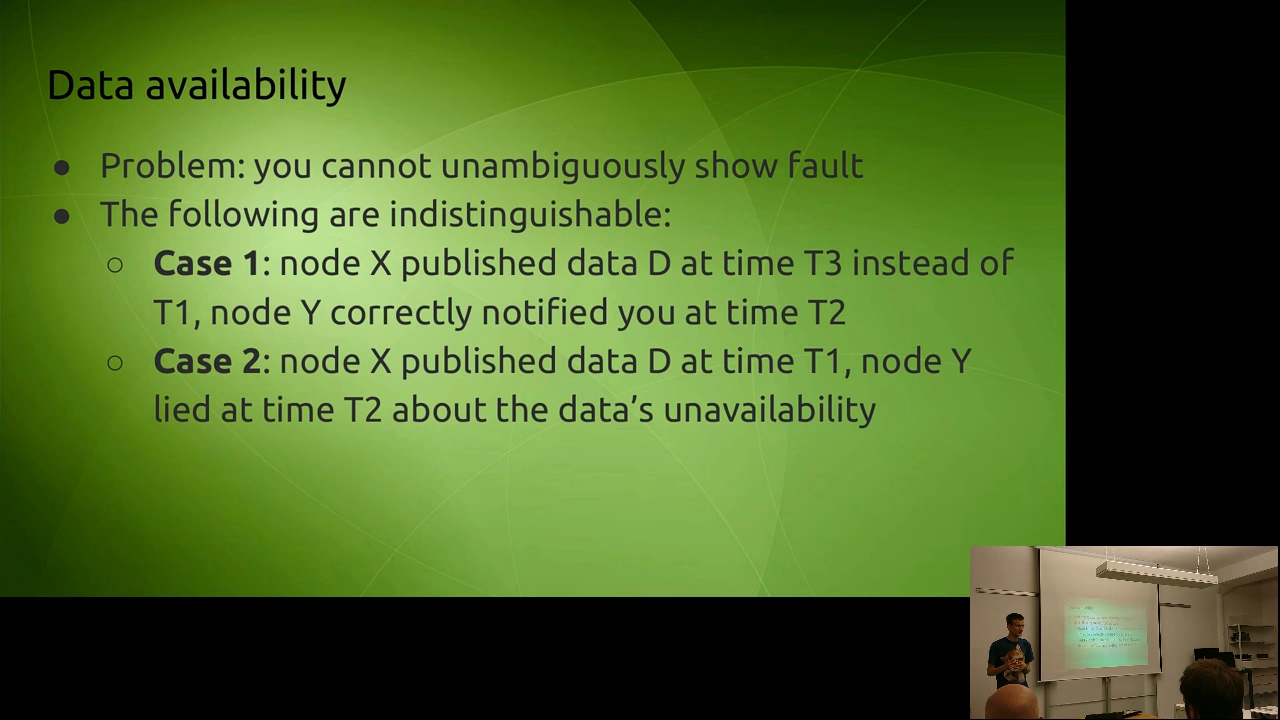 Data availability
● Problem: you cannot unambiguously show fault
● The following are indistinguishable:
○ Case 1: node X published data D at time T3 instead of
T1, node Y correctly notified you at time T2
○ Case 2: node X published data D at time T1, node Y
lied at time T2 about the data’s unavailability